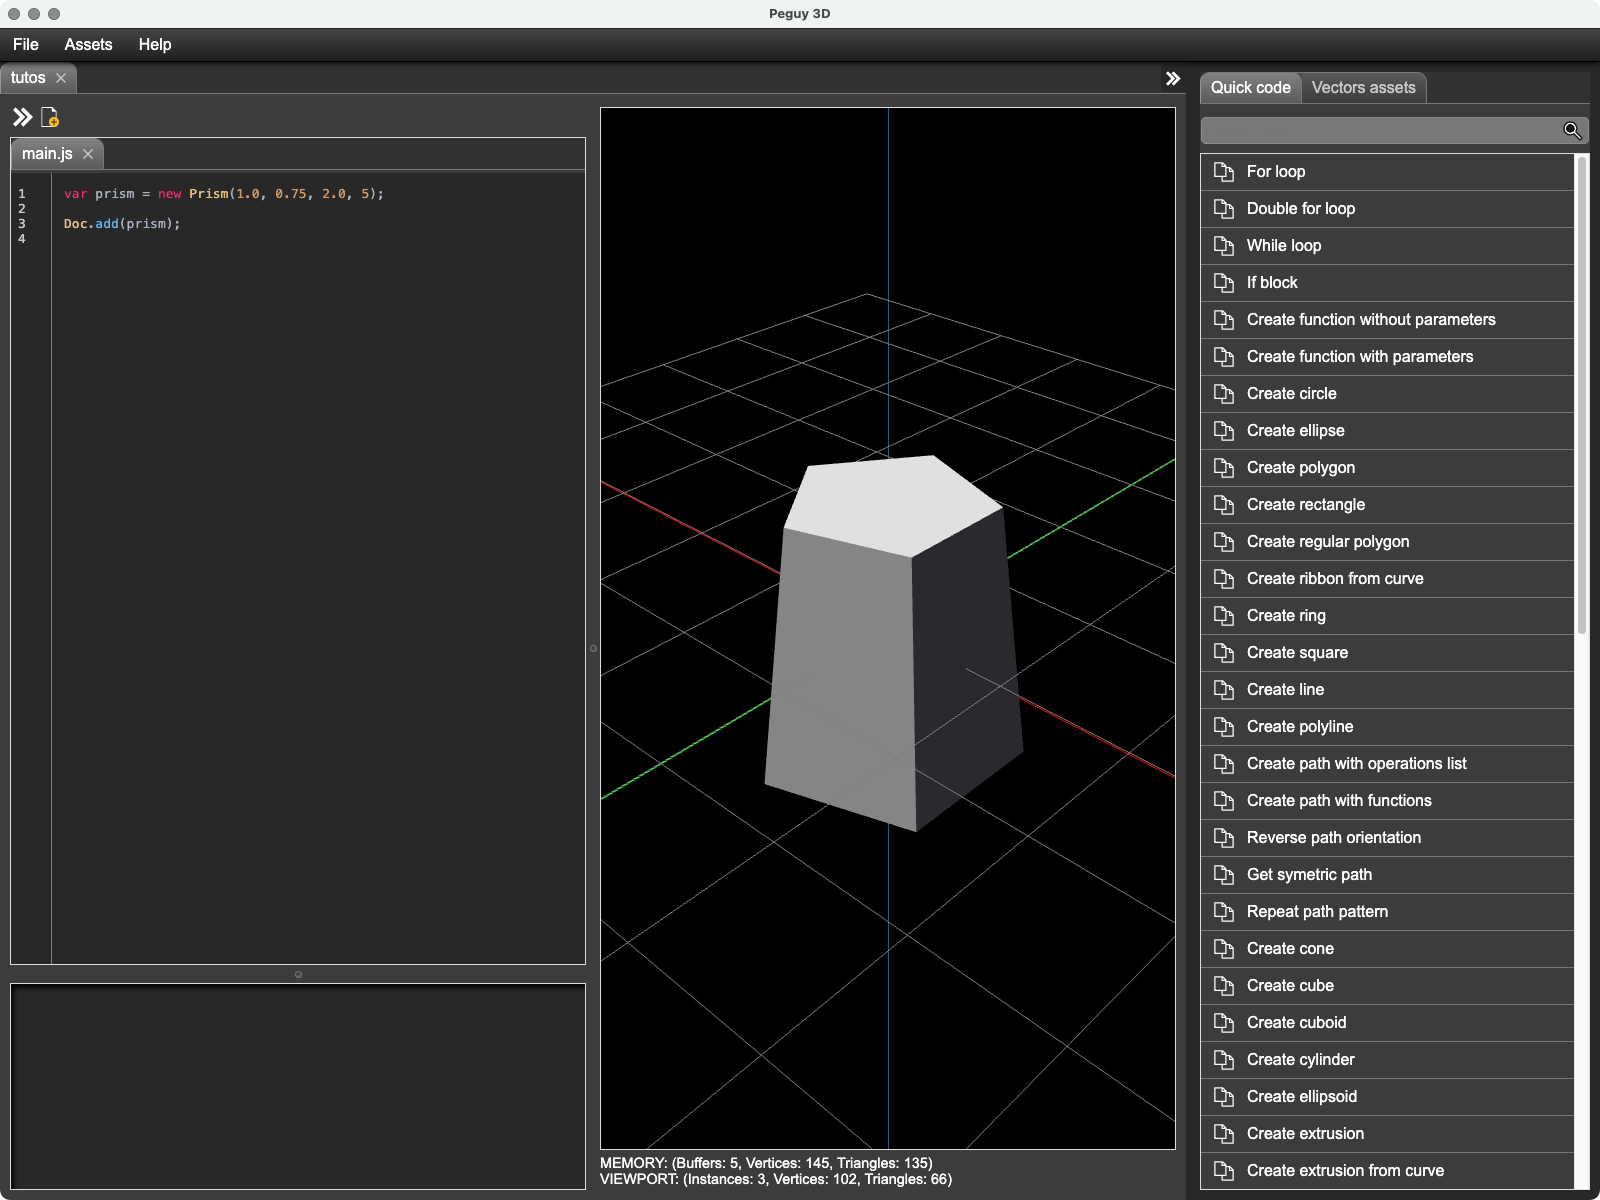 Peguy 3D
File Assets Help
tutos
main.js
1 var prism = new Prism(1.0, 0.75, 2.0, 5);
2
3 Doc.add(prism);
4
MEMORY: (Buffers: 5, Vertices: 145, Triangles: 135)
VIEWPORT: (Instances: 3, Vertices: 102, Triangles: 66)
Quick code Vectors assets
For loop
Double for loop
While loop
If block
Create function without parameters
Create function with parameters
Create circle
Create ellipse
Create polygon
Create rectangle
Create regular polygon
Create ribbon from curve
Create ring
Create square
Create line
Create polyline
Create path with operations list
Create path with functions
Reverse path orientation
Get symetric path
Repeat path pattern
Create cone
Create cube
Create cuboid
Create cylinder
Create ellipsoid
Create extrusion
Create extrusion from curve